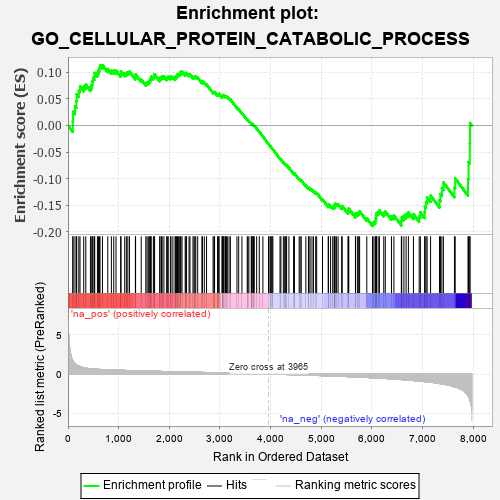 Enrichment plot:
GO_CELLULAR_PROTEIN_CATABOLIC_PROCESS
Enrichment score (ES)
0.10
0.05
0.00
-0.05
-0.10
-0.15
-0.20
'na_pos' (positively correlated)
Ranked list metric (PreRanked)
5
0
-5
Zero cross at 3965
'na_neg' (negatively correlated)
0 1,000 2,000 3,000 4,000 5,000 6,000 7,000 8,000
Rank in Ordered Dataset
Enrichment profile Hits Ranking metric scores